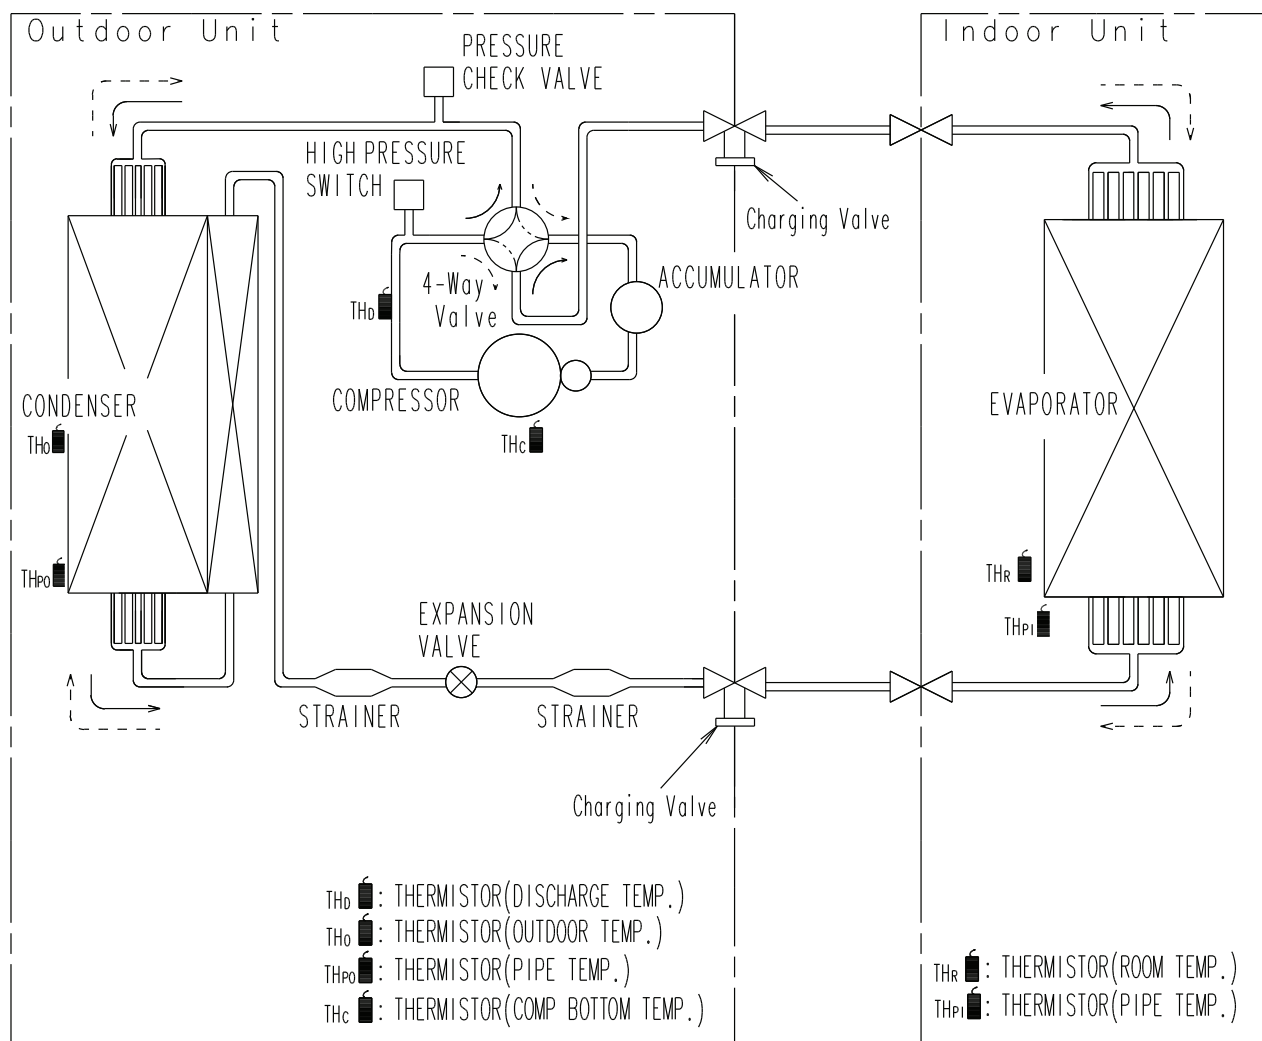 Outdoor Unit
Indoor Unit
PRESSURE
CHECK VALVE
HIGH PRESSURE
SWITCH
Charging Valve
4-Way
Valve
ACCUMULATOR
THD
COMPRESSOR
CONDENSER
EVAPORATOR
THO
THC
THPO
THR
THPI
EXPANSION
VALVE
STRAINER
STRAINER
Charging Valve
THD : THERMISTOR(DISCHARGE TEMP.)
THO : THERMISTOR(OUTDOOR TEMP.)
THPO : THERMISTOR(PIPE TEMP.)
THC : THERMISTOR(COMP BOTTOM TEMP.)
THR : THERMISTOR(ROOM TEMP.)
THPI : THERMISTOR(PIPE TEMP.)